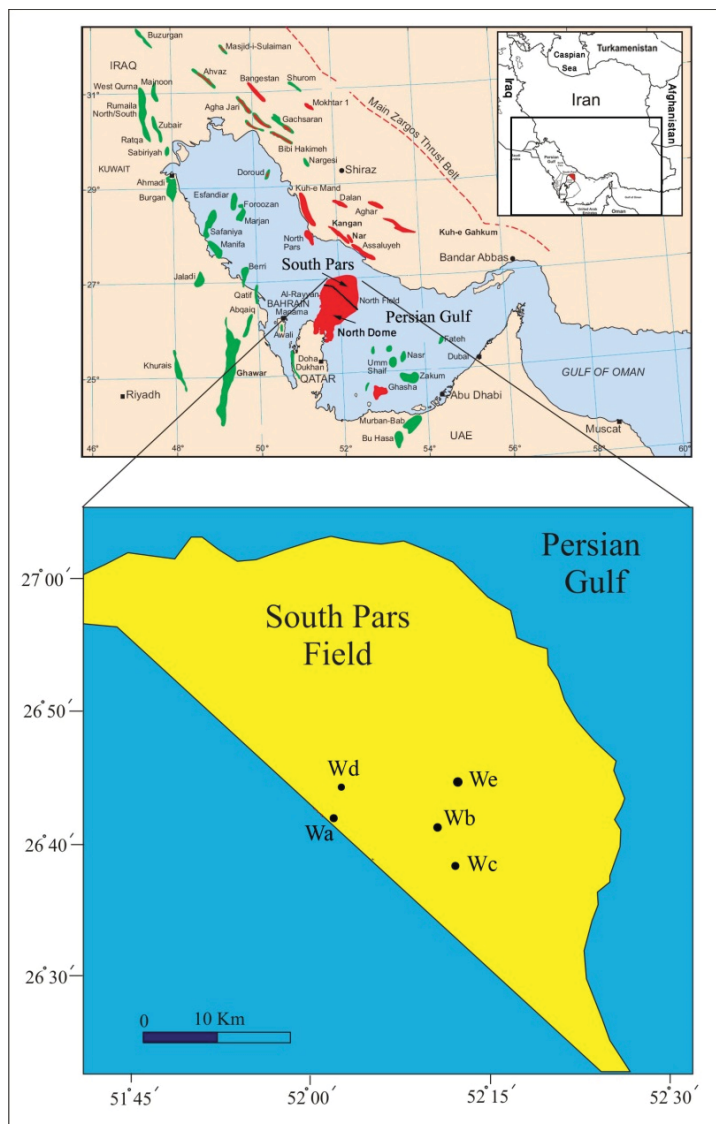 Buzurgan
Masjid-i-Sulaiman
IRAQ
Ahvaz
West Qurna
Majnoon
Bangestan
Shurom
31
Rumaila
North/South
Agha Jari
Mokhtar 1
Zubair
Gachsaran
Main Zargos Thrust Belt
Ratqa
Bibi Hakimeh
Sabiriyah
Nargesi
Shiraz
KUWAIT
Ahmadi
Doroud
29
Burgan
Esfandiar
Kuh-e Mand
Dalan
Foroozan
Aghar
Marjan
Kangan
Safaniya
Nar
Kuh-e Gahkum
Manifa
North
Pars
Assaluyeh
Bandar Abbas
Berri
South Pars
Jaladi
27
Qatif
Al-Rayyan
North Field
BAHRAIN
Manama
Persian Gulf
Abqaiq
Awali
North Dome
Fateh
Khurais
Doha
Umm
Shaif
Nasr
Dubai
Dukhan
25
Ghawar
QATAR
Zakum
GULF OF OMAN
Ghasha
Abu Dhabi
Riyadh
Murban-Bab
Muscat
Bu Hasa
UAE
46°
48
50
52
54
56
58
60
Caspian
Sea
Turkamenistan
Iraq
Iran
Afghanistan
Persian
Gulf
Oman
Persian
Gulf
27° 00′
South Pars
Field
26° 50′
Wd
We
Wa
Wb
26° 40′
Wc
26° 30′
0 10 Km
51° 45′
52° 00′
52° 15′
52° 30′